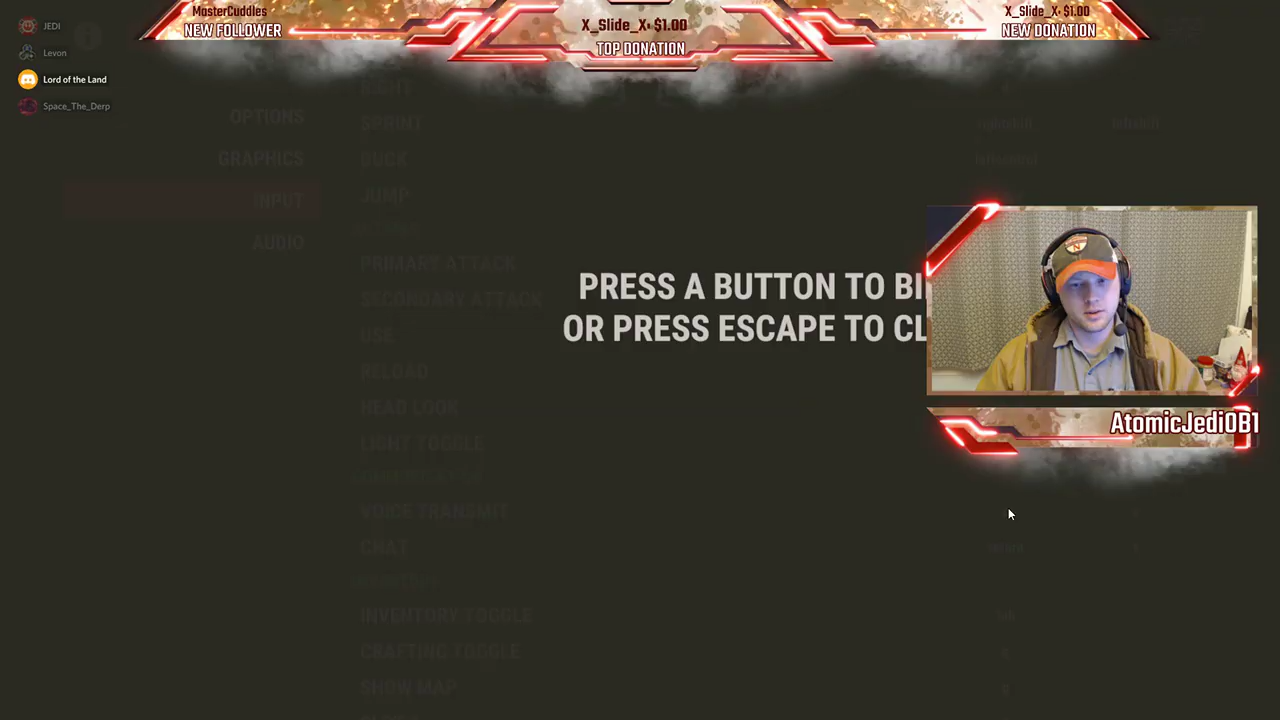 MasterCuddles
NEW FOLLOWER
X_Slide_X: $1.00
TOP DONATION
X_Slide_X: $1.00
NEW DONATION
JEDI
Levon
Lord of the Land
Space_The_Derp
OPTIONS
GRAPHICS
INPUT
AUDIO
RIGHT
SPRINT
DUCK
JUMP
PRIMARY ATTACK
SECONDARY ATTACK
USE
RELOAD
HEAD LOOK
LIGHT TOGGLE
VOICE TRANSMIT
CHAT
INVENTORY TOGGLE
CRAFTING TOGGLE
SHOW MAP
PRESS A BUTTON TO BI
OR PRESS ESCAPE TO CL
N
AtomicJediOB1